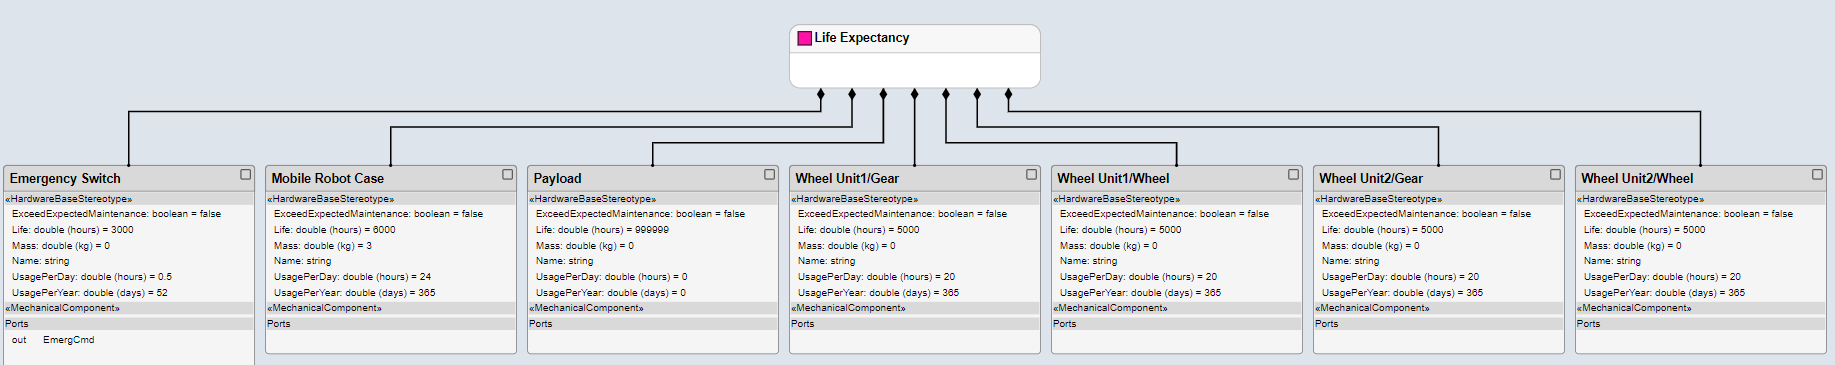 Life Expectancy
Emergency Switch
«HardwareBaseStereotype»
ExceedExpectedMaintenance: boolean = false
Life: double (hours) = 3000
Mass: double (kg) = 0
Name: string
UsagePerDay: double (hours) = 0.5
UsagePerYear: double (days) = 52
«MechanicalComponent»
Ports
out EmergCmd
Mobile Robot Case
«HardwareBaseStereotype»
ExceedExpectedMaintenance: boolean = false
Life: double (hours) = 6000
Mass: double (kg) = 3
Name: string
UsagePerDay: double (hours) = 24
UsagePerYear: double (days) = 365
«MechanicalComponent»
Ports
Payload
«HardwareBaseStereotype»
ExceedExpectedMaintenance: boolean = false
Life: double (hours) = 999999
Mass: double (kg) = 0
Name: string
UsagePerDay: double (hours) = 0
UsagePerYear: double (days) = 0
«MechanicalComponent»
Ports
Wheel Unit1/Gear
«HardwareBaseStereotype»
ExceedExpectedMaintenance: boolean = false
Life: double (hours) = 5000
Mass: double (kg) = 0
Name: string
UsagePerDay: double (hours) = 20
UsagePerYear: double (days) = 365
«MechanicalComponent»
Ports
Wheel Unit1/Wheel
«HardwareBaseStereotype»
ExceedExpectedMaintenance: boolean = false
Life: double (hours) = 5000
Mass: double (kg) = 0
Name: string
UsagePerDay: double (hours) = 20
UsagePerYear: double (days) = 365
«MechanicalComponent»
Ports
Wheel Unit2/Gear
«HardwareBaseStereotype»
ExceedExpectedMaintenance: boolean = false
Life: double (hours) = 5000
Mass: double (kg) = 0
Name: string
UsagePerDay: double (hours) = 20
UsagePerYear: double (days) = 365
«MechanicalComponent»
Ports
Wheel Unit2/Wheel
«HardwareBaseStereotype»
ExceedExpectedMaintenance: boolean = false
Life: double (hours) = 5000
Mass: double (kg) = 0
Name: string
UsagePerDay: double (hours) = 20
UsagePerYear: double (days) = 365
«MechanicalComponent»
Ports